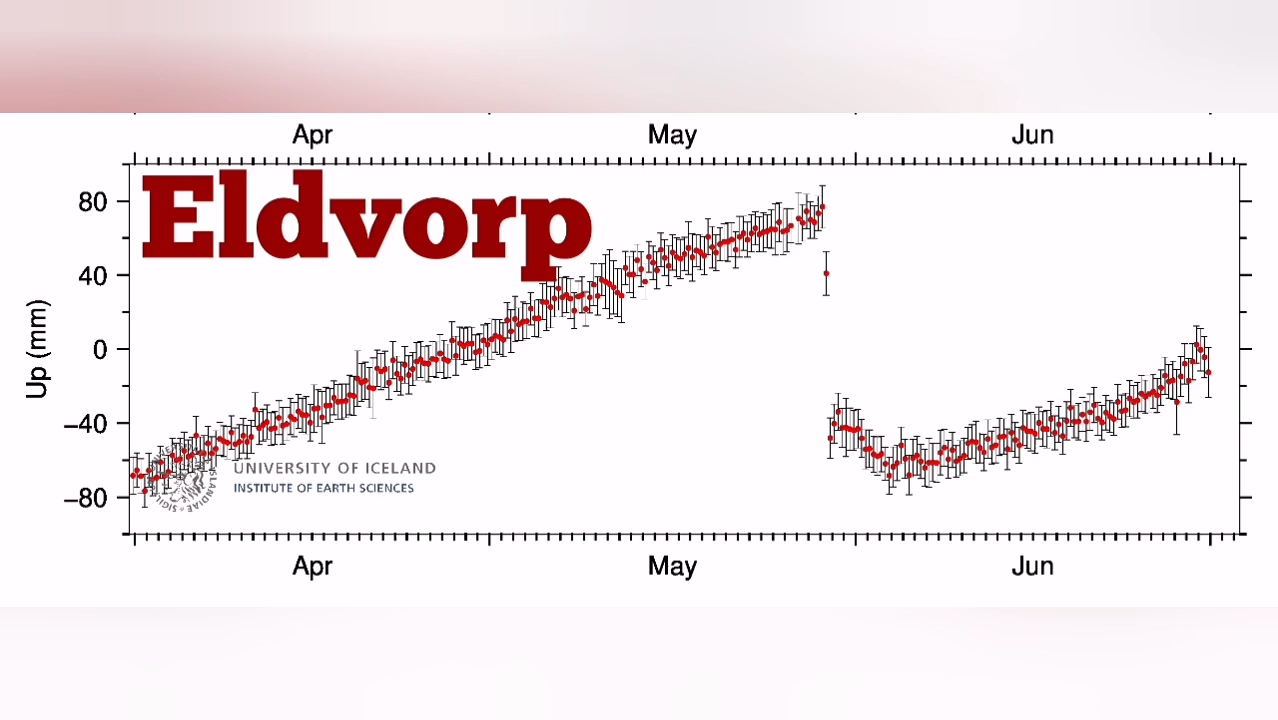 Apr May Jun
Eldvorp
80
40
0
−40
−80
Up (mm)
UNIVERSITY OF ICELAND
INSTITUTE OF EARTH SCIENCES
Apr May Jun